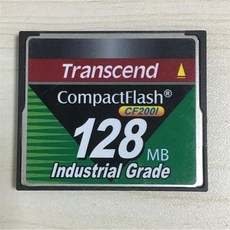 Transcend
CompactFlash®
CF200I
128 MB
Industrial Grade